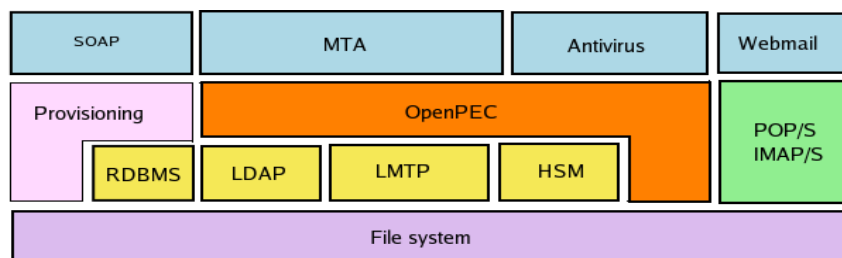 SOAP
MTA
Antivirus
Webmail
Provisioning
OpenPEC
POP/S
IMAP/S
RDBMS
LDAP
LMTP
HSM
File system